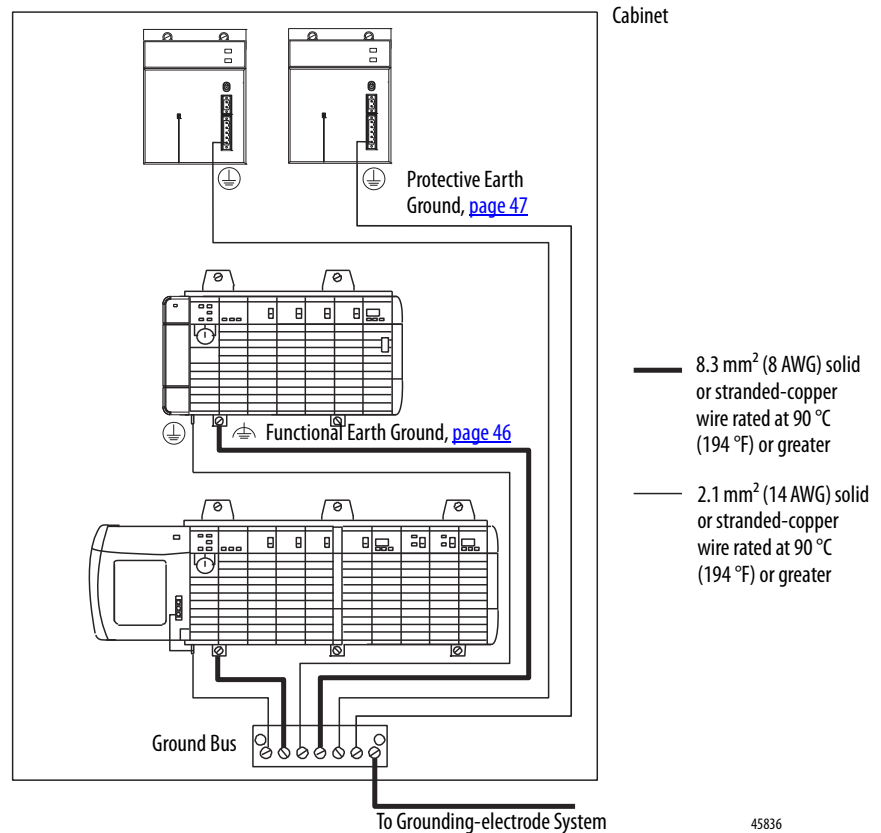 Cabinet
Protective Earth
Ground, page 47
Functional Earth Ground, page 46
8.3 mm² (8 AWG) solid
or stranded-copper
wire rated at 90 °C
(194 °F) or greater
2.1 mm² (14 AWG) solid
or stranded-copper
wire rated at 90 °C
(194 °F) or greater
Ground Bus
To Grounding-electrode System
45836